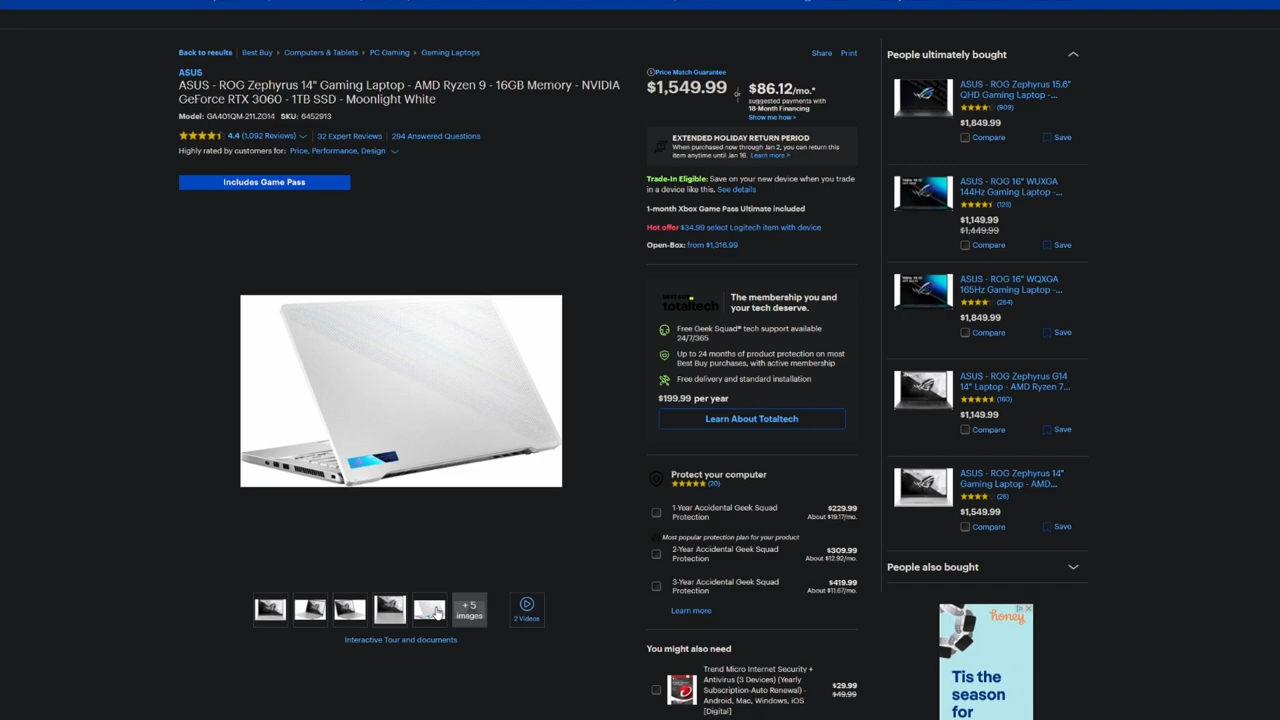 Back to results Best Buy › Computers & Tablets › PC Gaming › Gaming Laptops
Share Print
ASUS
ASUS - ROG Zephyrus 14" Gaming Laptop - AMD Ryzen 9 - 16GB Memory - NVIDIA
GeForce RTX 3060 - 1TB SSD - Moonlight White
Model: GA401QM-211.ZG14 SKU: 6452913
4.4 (1,092 Reviews) 32 Expert Reviews 294 Answered Questions
Highly rated by customers for: Price, Performance, Design
Includes Game Pass
+ 5
images
2 Videos
Interactive Tour and documents
Price Match Guarantee
$1,549.99
or
$86.12/mo.*
suggested payments with
18-Month Financing
Show me how ›
EXTENDED HOLIDAY RETURN PERIOD
When purchased now through Jan 2, you can return this
item anytime until Jan 16. Learn more >
Trade-In Eligible: Save on your new device when you trade
in a device like this. See details
1-month Xbox Game Pass Ultimate included
Hot offer $34.99 select Logitech item with device
Open-Box: from $1,316.99
BEST BUY
totaltech
The membership you and
your tech deserve.
Free Geek Squad® tech support available
24/7/365
Up to 24 months of product protection on most
Best Buy purchases, with active membership
Free delivery and standard installation
$199.99 per year
Learn About Totaltech
Protect your computer
(20)
1-Year Accidental Geek Squad
Protection
$229.99
About $19.17/mo.
Most popular protection plan for your product
2-Year Accidental Geek Squad
Protection
$309.99
About $12.92/mo.
3-Year Accidental Geek Squad
Protection
$419.99
About $11.67/mo.
Learn more
You might also need
Trend Micro Internet Security +
Antivirus (3 Devices) (Yearly
Subscription-Auto Renewal) -
Android, Mac, Windows, iOS
[Digital]
$29.99
$49.99
People ultimately bought
ASUS - ROG Zephyrus 15.6"
QHD Gaming Laptop -...
(909)
$1,849.99
Compare Save
ASUS - ROG 16" WUXGA
144Hz Gaming Laptop -...
(125)
$1,149.99
$1,449.99
Compare Save
ASUS - ROG 16" WQXGA
165Hz Gaming Laptop -...
(264)
$1,849.99
Compare Save
ASUS - ROG Zephyrus G14
14" Laptop - AMD Ryzen 7...
(160)
$1,149.99
Compare Save
ASUS - ROG Zephyrus 14"
Gaming Laptop - AMD...
(26)
$1,549.99
Compare Save
People also bought
honey
Tis the
season
for